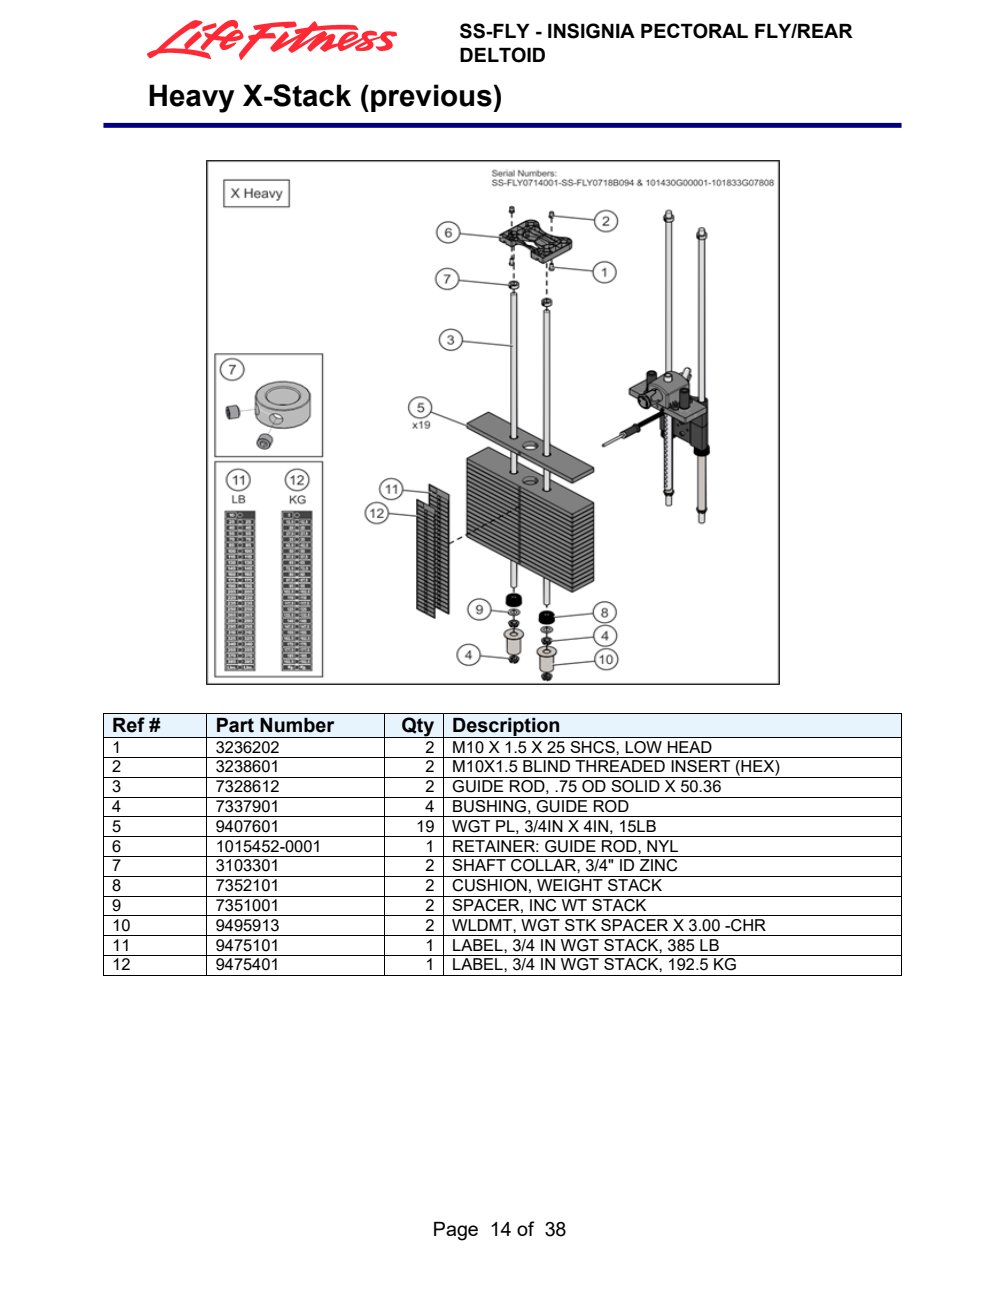 Life Fitness
SS-FLY - INSIGNIA PECTORAL FLY/REAR
DELTOID
Heavy X-Stack (previous)
Serial Numbers:
SS-FLY0714001-SS-FLY0718B094 & 101430G00001-101833G07808
X Heavy
2
6
1
7
3
7
5
x19
11
LB
12
KG
11
12
9
8
4
4
10
Ref # Part Number Qty Description
1 3236202 2 M10 X 1.5 X 25 SHCS, LOW HEAD
2 3238601 2 M10X1.5 BLIND THREADED INSERT (HEX)
3 7328612 2 GUIDE ROD, .75 OD SOLID X 50.36
4 7337901 4 BUSHING, GUIDE ROD
5 9407601 19 WGT PL, 3/4IN X 4IN, 15LB
6 1015452-0001 1 RETAINER: GUIDE ROD, NYL
7 3103301 2 SHAFT COLLAR, 3/4" ID ZINC
8 7352101 2 CUSHION, WEIGHT STACK
9 7351001 2 SPACER, INC WT STACK
10 9495913 2 WLDMT, WGT STK SPACER X 3.00 -CHR
11 9475101 1 LABEL, 3/4 IN WGT STACK, 385 LB
12 9475401 1 LABEL, 3/4 IN WGT STACK, 192.5 KG
Page 14 of 38